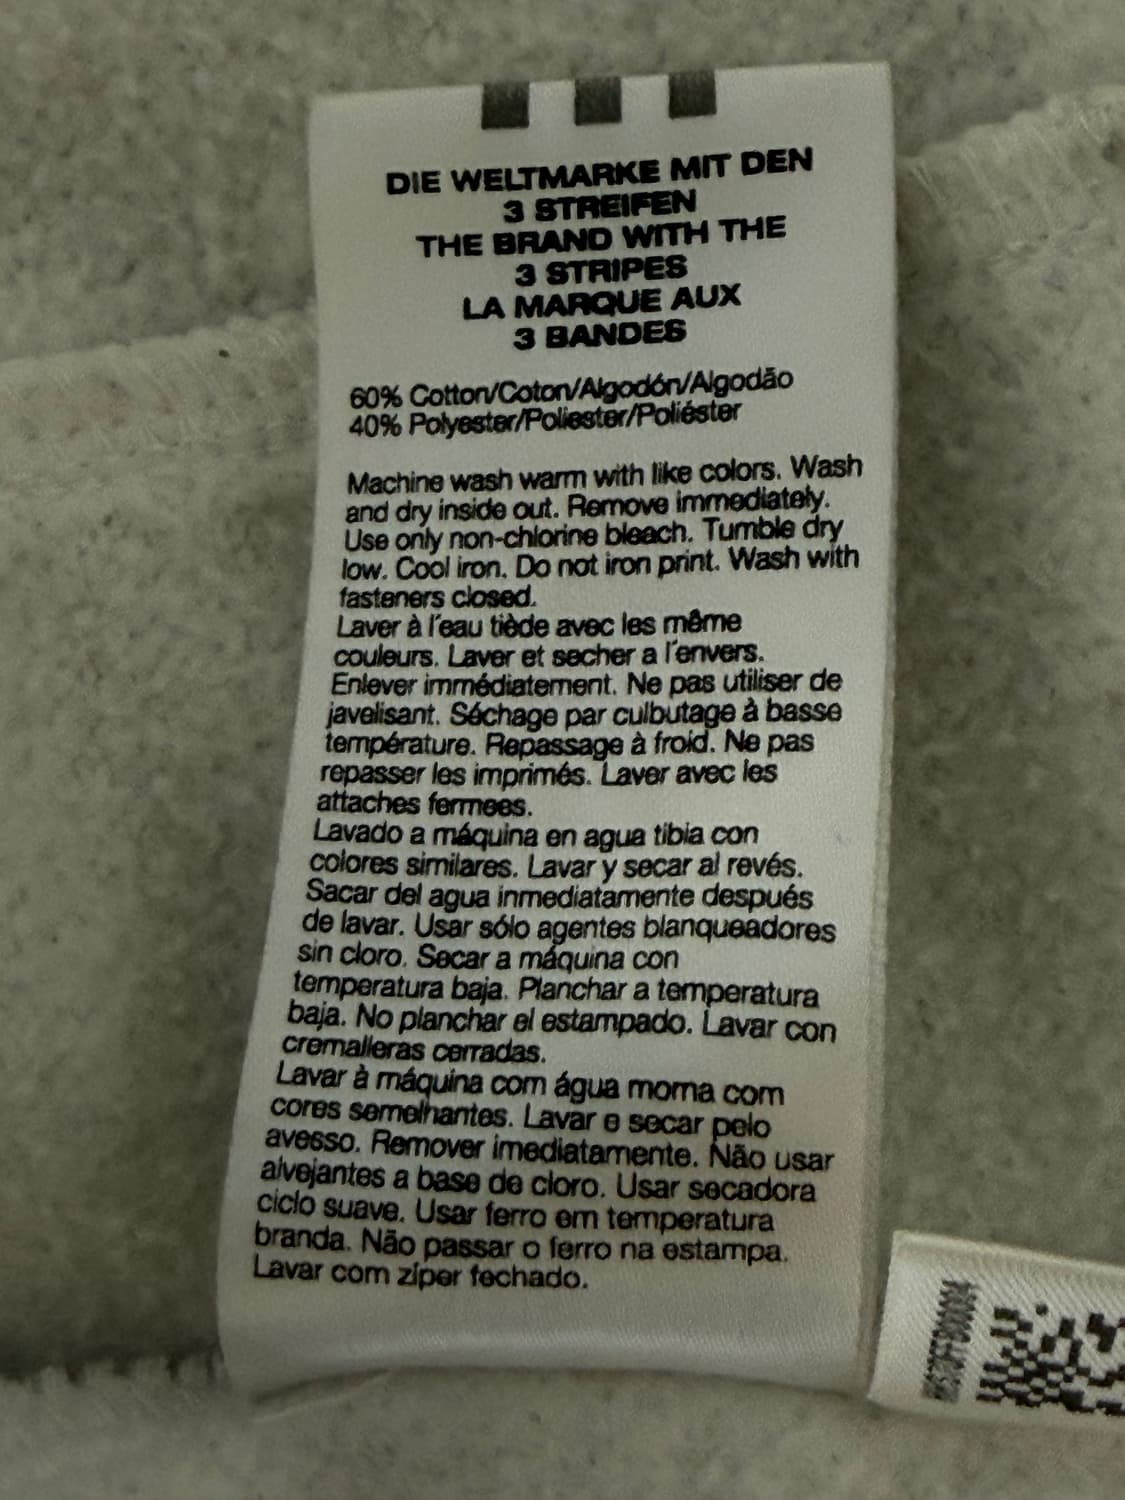 DIE WELTMARKE MIT DEN
3 STREIFEN
THE BRAND WITH THE
3 STRIPES
LA MARQUE AUX
3 BANDES
60% Cotton/Coton/Algodón/Algodão
40% Polyester/Poliester/Poliéster
Machine wash warm with like colors. Wash
and dry inside out. Remove immediately.
Use only non-chlorine bleach. Tumble dry
low. Cool iron. Do not iron print. Wash with
fasteners closed.
Laver à l'eau tiède avec les même
couleurs. Laver et secher a l'envers.
Enlever immédiatement. Ne pas utiliser de
javelisant. Séchage par culbutage à basse
température. Repassage à froid. Ne pas
repasser les imprimés. Laver avec les
attaches fermees.
Lavado a máquina en agua tibia con
colores similares. Lavar y secar al revés.
Sacar del agua inmediatamente después
de lavar. Usar sólo agentes blanqueadores
sin cloro. Secar a máquina con
temperatura baja. Planchar a temperatura
baja. No planchar el estampado. Lavar con
cremalleras cerradas.
Lavar à máquina com água morna com
cores semelhantes. Lavar e secar pelo
avesso. Remover imediatamente. Não usar
alvejantes a base de cloro. Usar secadora
ciclo suave. Usar ferro em temperatura
branda. Não passar o ferro na estampa.
Lavar com zíper fechado.